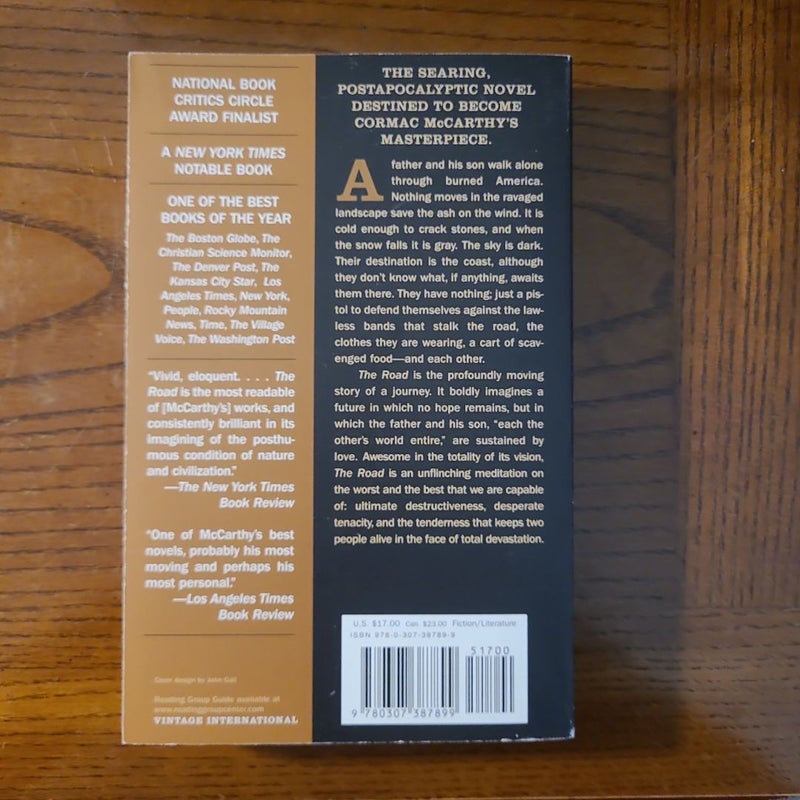 NATIONAL BOOK
CRITICS CIRCLE
AWARD FINALIST
A NEW YORK TIMES
NOTABLE BOOK
ONE OF THE BEST
BOOKS OF THE YEAR
The Boston Globe, The
Christian Science Monitor,
The Denver Post, The
Kansas City Star, Los
Angeles Times, New York,
People, Rocky Mountain
News, Time, The Village
Voice, The Washington Post
"Vivid, eloquent. . . . The
Road is the most readable
of [McCarthy's] works, and
consistently brilliant in its
imagining of the posthu-
mous condition of nature
and civilization."
—The New York Times
Book Review
"One of McCarthy's best
novels, probably his most
moving and perhaps his
most personal."
—Los Angeles Times
Book Review
Cover design by John Gall
Reading Group Guide available at
www.readinggroupcenter.com
VINTAGE INTERNATIONAL
THE SEARING,
POSTAPOCALYPTIC NOVEL
DESTINED TO BECOME
CORMAC McCARTHY'S
MASTERPIECE.
A father and his son walk alone
through burned America.
Nothing moves in the ravaged
landscape save the ash on the wind. It is
cold enough to crack stones, and when
the snow falls it is gray. The sky is dark.
Their destination is the coast, although
they don't know what, if anything, awaits
them there. They have nothing; just a pis-
tol to defend themselves against the law-
less bands that stalk the road, the
clothes they are wearing, a cart of scav-
enged food—and each other.
The Road is the profoundly moving
story of a journey. It boldly imagines a
future in which no hope remains, but in
which the father and his son, "each the
other's world entire," are sustained by
love. Awesome in the totality of its vision,
The Road is an unflinching meditation on
the worst and the best that we are capable
of: ultimate destructiveness, desperate
tenacity, and the tenderness that keeps two
people alive in the face of total devastation.
U.S. $17.00 Can. $23.00 Fiction/Literature
ISBN 978-0-307-38789-9
51700
9 780307 387899